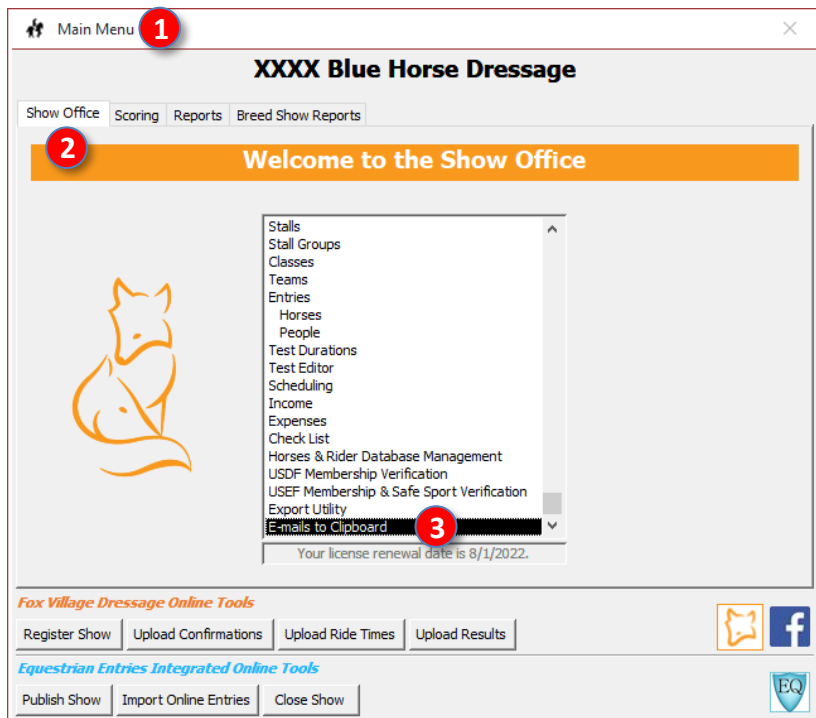 Main Menu 1
XXXX Blue Horse Dressage
Show Office Scoring Reports Breed Show Reports
2
Welcome to the Show Office
Stalls
Stall Groups
Classes
Teams
Entries
Horses
People
Test Durations
Test Editor
Scheduling
Income
Expenses
Check List
Horses & Rider Database Management
USDF Membership Verification
USEF Membership & Safe Sport Verification
Export Utility
E-mails to Clipboard 3
Your license renewal date is 8/1/2022.
Fox Village Dressage Online Tools
Register Show Upload Confirmations Upload Ride Times Upload Results f
Equestrian Entries Integrated Online Tools
Publish Show Import Online Entries Close Show EQ